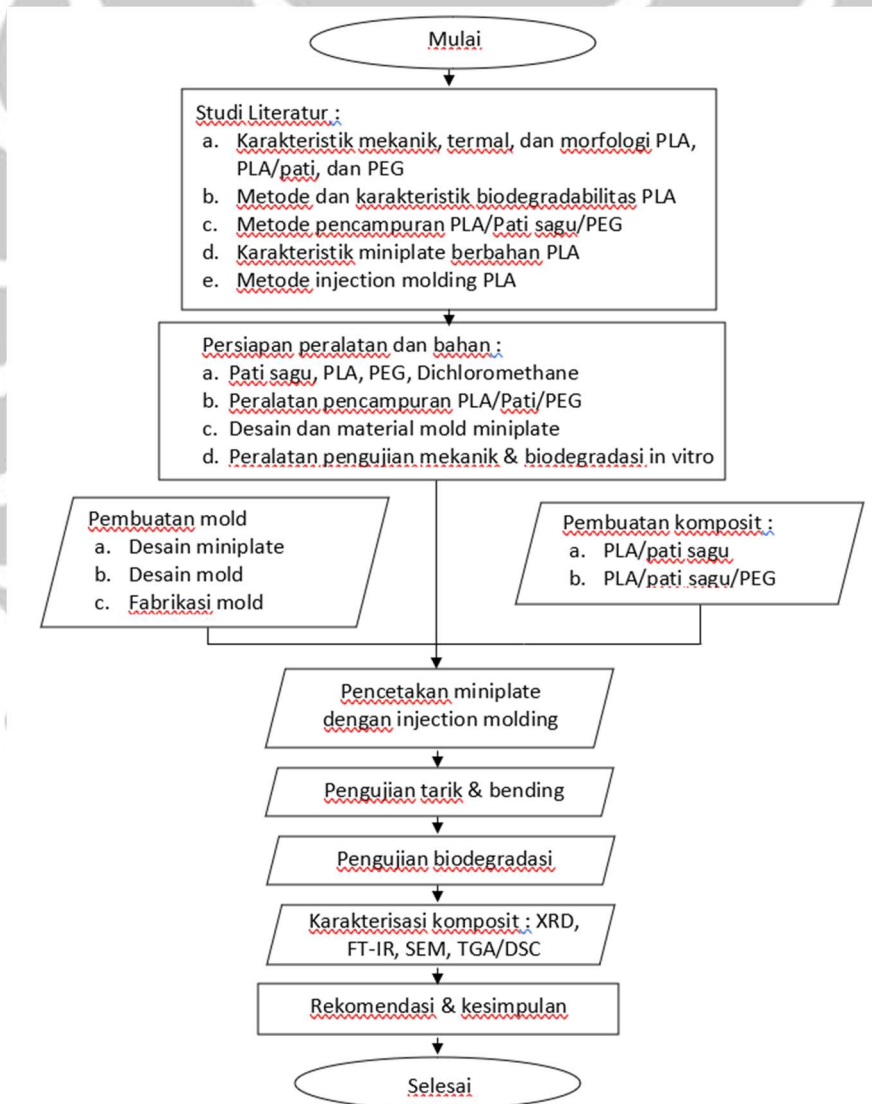 Mulai
Studi Literatur :
a. Karakteristik mekanik, termal, dan morfologi PLA,
PLA/pati, dan PEG
b. Metode dan karakteristik biodegradabilitas PLA
c. Metode pencampuran PLA/Pati sagu/PEG
d. Karakteristik miniplate berbahan PLA
e. Metode injection molding PLA
Persiapan peralatan dan bahan :
a. Pati sagu, PLA, PEG, Dichloromethane
b. Peralatan pencampuran PLA/Pati/PEG
c. Desain dan material mold miniplate
d. Peralatan pengujian mekanik & biodegradasi in vitro
Pembuatan mold
a. Desain miniplate
b. Desain mold
c. Fabrikasi mold
Pembuatan komposit :
a. PLA/pati sagu
b. PLA/pati sagu/PEG
Pencetakan miniplate
dengan injection molding
Pengujian tarik & bending
Pengujian biodegradasi
Karakterisasi komposit : XRD,
FT-IR, SEM, TGA/DSC
Rekomendasi & kesimpulan
Selesai